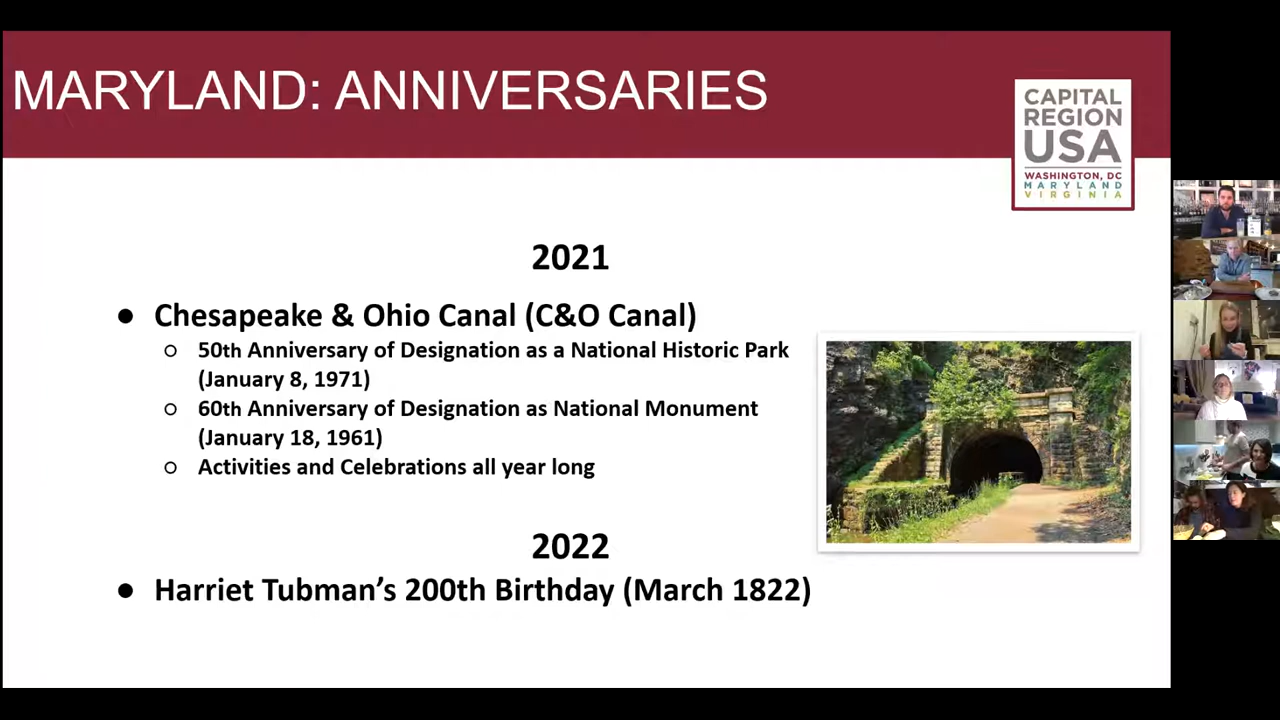 MARYLAND: ANNIVERSARIES
CAPITAL
REGION
USA
WASHINGTON, DC
MARYLAND
VIRGINIA
2021
● Chesapeake & Ohio Canal (C&O Canal)
○ 50th Anniversary of Designation as a National Historic Park
(January 8, 1971)
○ 60th Anniversary of Designation as National Monument
(January 18, 1961)
○ Activities and Celebrations all year long
2022
● Harriet Tubman’s 200th Birthday (March 1822)